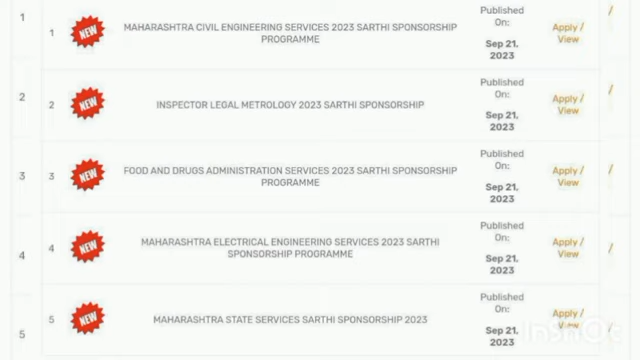 1
1
NEW
MAHARASHTRA CIVIL ENGINEERING SERVICES 2023 SARTHI SPONSORSHIP
PROGRAMME
Published
On:
Sep 21,
2023
Apply /
View
/
2
2
NEW
INSPECTOR LEGAL METROLOGY 2023 SARTHI SPONSORSHIP
Published
On:
Sep 21,
2023
Apply /
View
/
3
3
NEW
FOOD AND DRUGS ADMINISTRATION SERVICES 2023 SARTHI SPONSORSHIP
PROGRAMME
Published
On:
Sep 21,
2023
Apply /
View
/
4
4
NEW
MAHARASHTRA ELECTRICAL ENGINEERING SERVICES 2023 SARTHI
SPONSORSHIP PROGRAMME
Published
On:
Sep 21,
2023
Apply /
View
/
5
5
NEW
MAHARASHTRA STATE SERVICES SARTHI SPONSORSHIP 2023
Published
On:
Sep 21,
2023
Apply /
View
/
InShOt